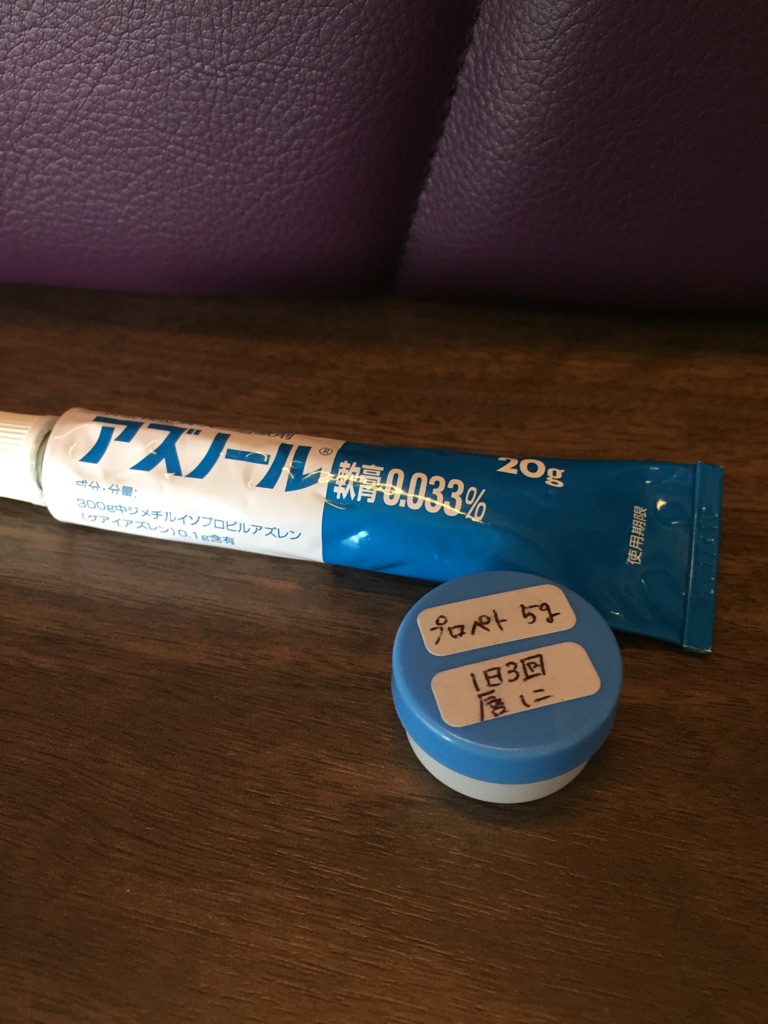 アズノール® 軟膏0.033%
20g
成分・分量:
300g中ジメチルイソプロピルアズレン
(グアイアズレン)0.1g含有
使用期限
プロペト 5g
1日3回
唇に